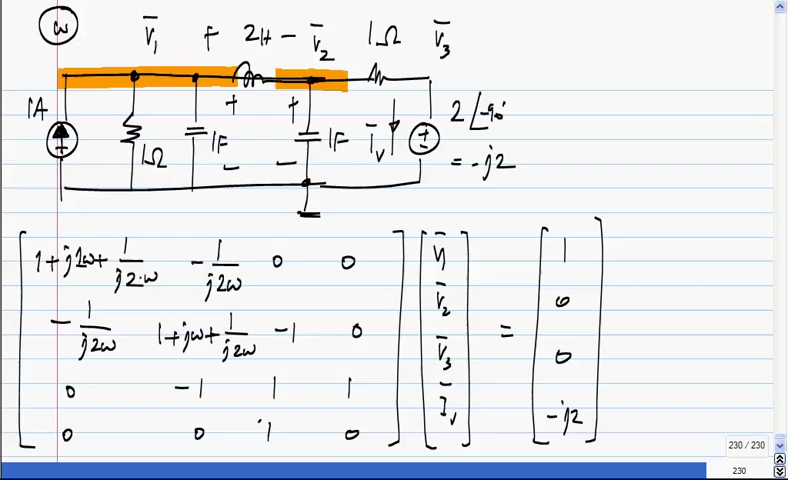 ω
V̄₁ + 2H − V̄₂ 1Ω V̄₃
1A + + 2∠-90°
1Ω 1F 1F Īᵥ + = -j2
− − −
[ 1+j1ω+1/(j2·ω) −1/(j2ω) 0 0 ] [ V̄₁ ] [ 1 ]
[ −1/(j2ω) 1+jω+1/(j2ω) −1 0 ] [ V̄₂ ] = [ 0 ]
[ 0 −1 1 1 ] [ V̄₃ ] [ 0 ]
[ 0 0 1 0 ] [ Īᵥ ] [ -j2 ]
230 / 230
230